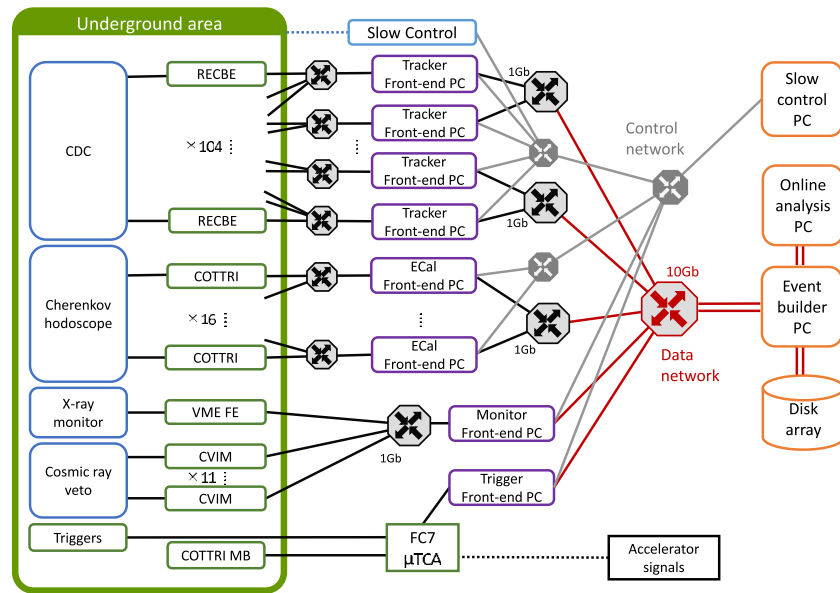 Underground area
Slow Control
CDC
RECBE
×104
RECBE
Tracker
Front-end PC
Tracker
Front-end PC
Tracker
Front-end PC
Tracker
Front-end PC
1Gb
1Gb
Control
network
Slow
control
PC
Online
analysis
PC
Cherenkov
hodoscope
COTTRI
×16
COTTRI
ECal
Front-end PC
ECal
Front-end PC
1Gb
10Gb
Data
network
Event
builder
PC
Disk
array
X-ray
monitor
VME FE
1Gb
Monitor
Front-end PC
Cosmic ray
veto
CVIM
×11
CVIM
Trigger
Front-end PC
Triggers
COTTRI MB
FC7
μTCA
Accelerator
signals